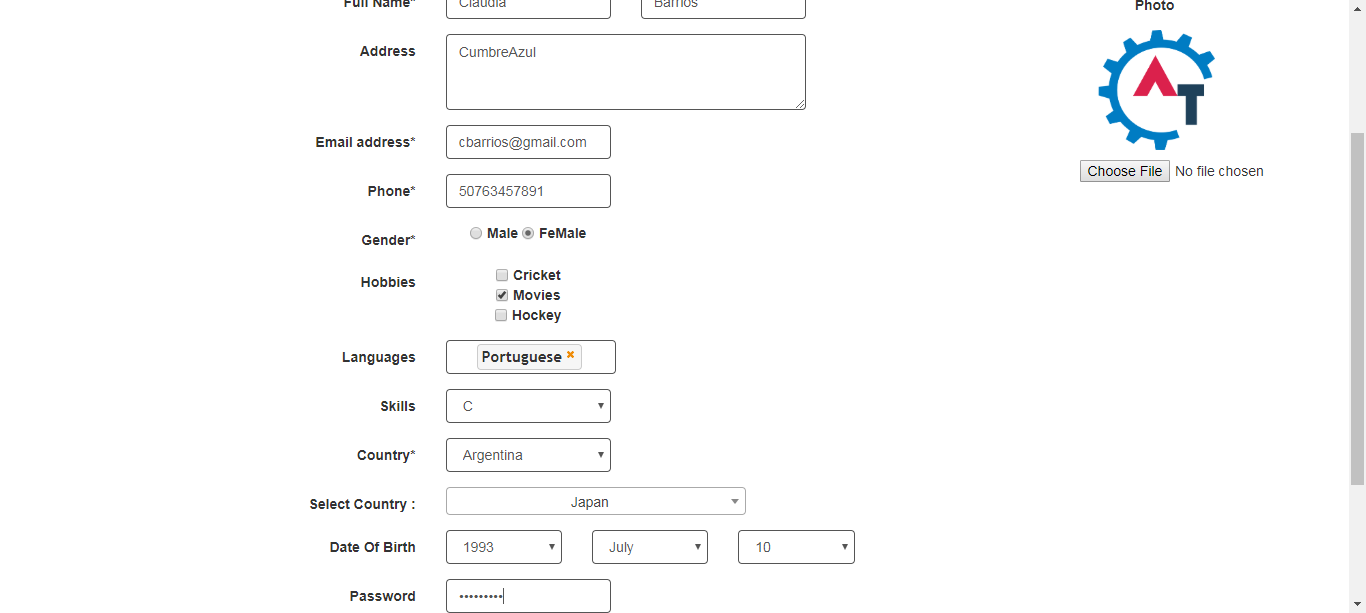 Full Name* Claudia Barrios
Photo
Address CumbreAzul
AT
Email address* cbarrios@gmail.com
Choose File No file chosen
Phone* 50763457891
Gender* Male FeMale
Hobbies Cricket
Movies
Hockey
Languages Portuguese
Skills C
Country* Argentina
Select Country : Japan
Date Of Birth 1993 July 10
Password •••••••••